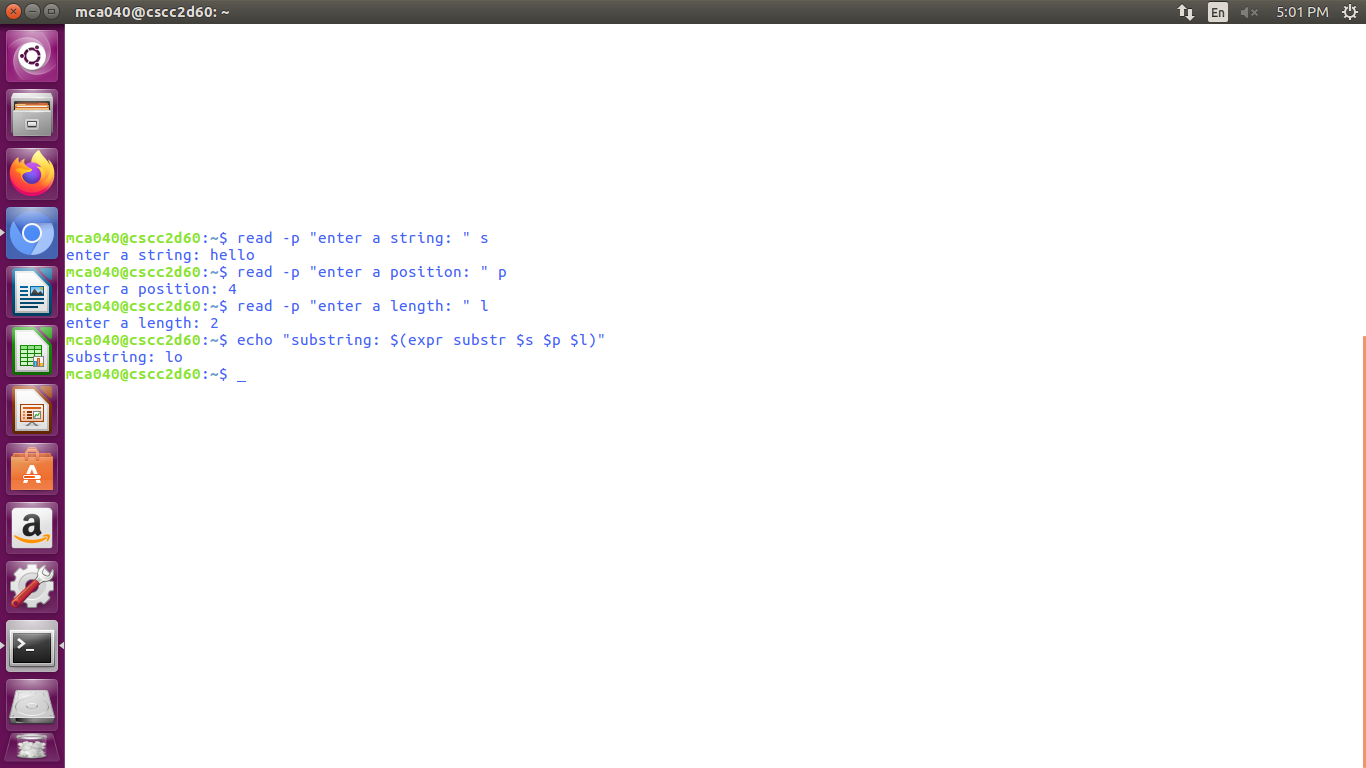 mca040@cscc2d60: ~
En
5:01 PM
mca040@cscc2d60:~$ read -p "enter a string: " s
enter a string: hello
mca040@cscc2d60:~$ read -p "enter a position: " p
enter a position: 4
mca040@cscc2d60:~$ read -p "enter a length: " l
enter a length: 2
mca040@cscc2d60:~$ echo "substring: $(expr substr $s $p $l)"
substring: lo
mca040@cscc2d60:~$ _